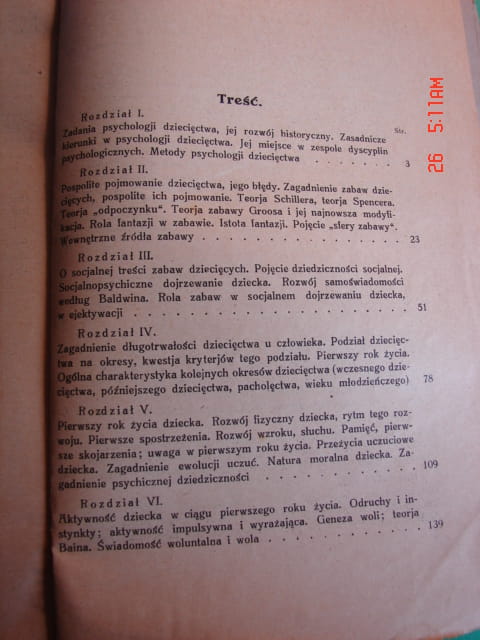 Treść.
Rozdział I. Str.
Zadania psychologji dziecięctwa, jej rozwój historyczny. Zasadnicze
kierunki w psychologji dziecięctwa. Jej miejsce w zespole dyscyplin
psychologicznych. Metody psychologji dziecięctwa . . . . . . . 3
Rozdział II.
Pospolite pojmowanie dziecięctwa, jego błędy. Zagadnienie zabaw dzie-
cięcych, pospolite ich pojmowanie. Teorja Schillera, teorja Spencera.
Teorja „odpoczynku". Teorja zabawy Groosa i jej najnowsza modyfi-
kacja. Rola fantazji w zabawie. Istota fantazji. Pojęcie „sfery zabawy".
Wewnętrzne źródła zabawy . . . . . . . . . . . . . 23
Rozdział III.
O socjalnej treści zabaw dziecięcych. Pojęcie dziedziczności socjalnej.
Socjalnopsychiczne dojrzewanie dziecka. Rozwój samoświadomości
według Baldwina. Rola zabaw w socjalnem dojrzewaniu dziecka,
w ejektywacji . . . . . . . . . . . . . . . . 51
Rozdział IV.
Zagadnienie długotrwałości dziecięctwa u człowieka. Podział dziecięc-
twa na okresy, kwestja kryterjów tego podziału. Pierwszy rok życia.
Ogólna charakterystyka kolejnych okresów dziecięctwa (wczesnego dzie-
cięctwa, późniejszego dziecięctwa, pacholęctwa, wieku młodzieńczego) 78
Rozdział V.
Pierwszy rok życia dziecka. Rozwój fizyczny dziecka, rytm tego roz-
woju. Pierwsze spostrzeżenia. Rozwój wzroku, słuchu. Pamięć, pierw-
sze skojarzenia; uwaga w pierwszym roku życia. Przeżycia uczuciowe
dziecka. Zagadnienie ewolucji uczuć. Natura moralna dziecka. Za-
gadnienie psychicznej dziedziczności . . . . . . . . . . . 109
Rozdział VI.
Aktywność dziecka w ciągu pierwszego roku życia. Odruchy i in-
stynkty; aktywność impulsywna i wyrażająca. Geneza woli; teorja
Baina. Świadomość woluntalna i wola . . . . . . . . . . . 139
26 5:11AM